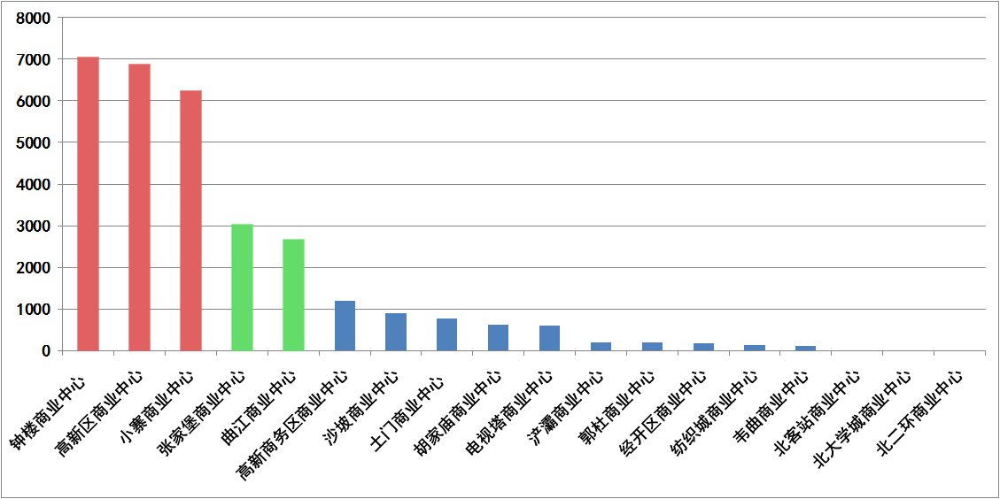 8000
7000
6000
5000
4000
3000
2000
1000
0
钟楼商业中心
高新区商业中心
小寨商业中心
张家堡商业中心
曲江商业中心
高新商务区商业中心
沙坡商业中心
土门商业中心
胡家庙商业中心
电视塔商业中心
浐灞商业中心
郭杜商业中心
经开区商业中心
纺织城商业中心
韦曲商业中心
北客站商业中心
北大学城商业中心
北二环商业中心